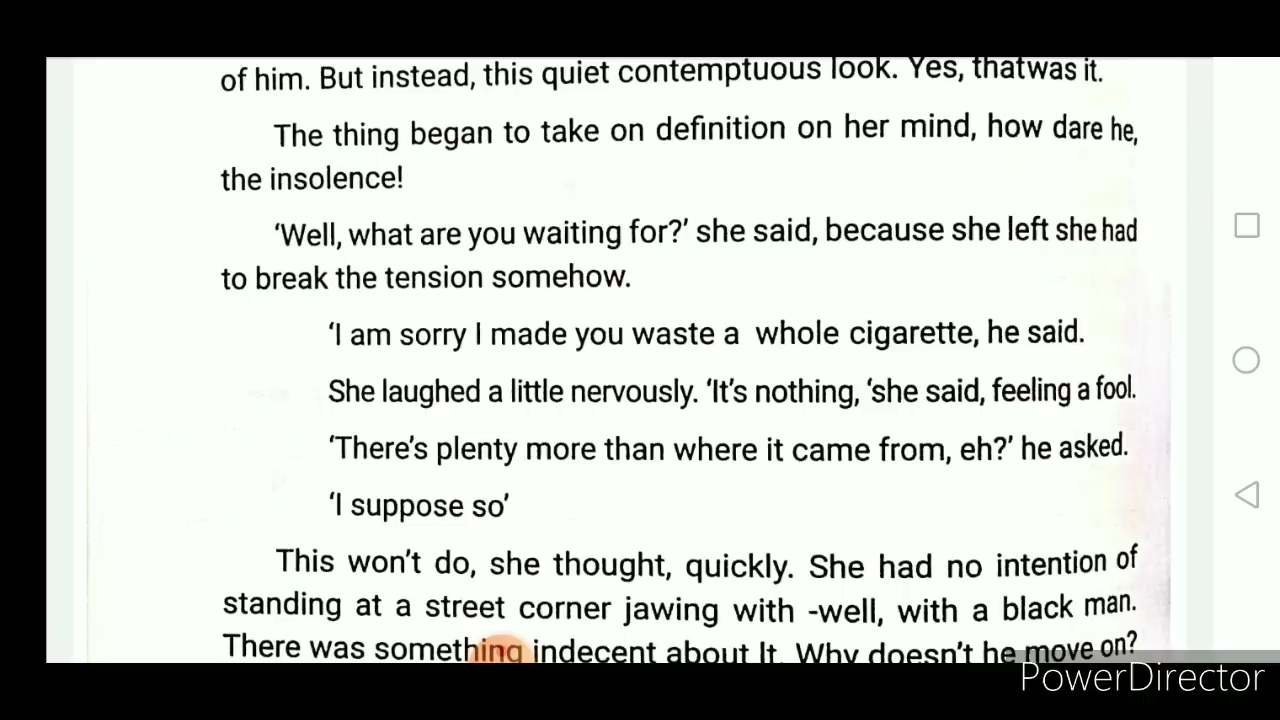 of him. But instead, this quiet contemptuous look. Yes, thatwas it.
The thing began to take on definition on her mind, how dare he,
the insolence!
‘Well, what are you waiting for?’ she said, because she left she had
to break the tension somehow.
‘I am sorry I made you waste a whole cigarette, he said.
She laughed a little nervously. ‘It’s nothing, ‘she said, feeling a fool.
‘There’s plenty more than where it came from, eh?’ he asked.
‘I suppose so’
This won’t do, she thought, quickly. She had no intention of
standing at a street corner jawing with -well, with a black man.
There was something indecent about It. Why doesn’t he move on?
PowerDirector